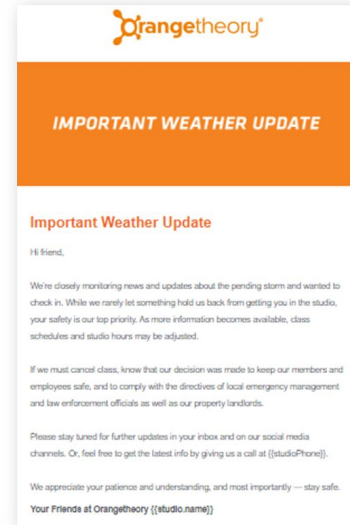 Orangetheory®
IMPORTANT WEATHER UPDATE
Important Weather Update
Hi friend,
We're closely monitoring news and updates about the pending storm and wanted to
check in. While we rarely let something hold us back from getting you in the studio,
your safety is our top priority. As more information becomes available, class
schedules and studio hours may be adjusted.
If we must cancel class, know that our decision was made to keep our members and
employees safe, and to comply with the directives of local emergency management
and law enforcement officials as well as our property landlords.
Please stay tuned for further updates in your inbox and on our social media
channels. Or, feel free to get the latest info by giving us a call at {{studioPhone}}.
We appreciate your patience and understanding, and most importantly — stay safe.
Your Friends at Orangetheory {{studio.name}}